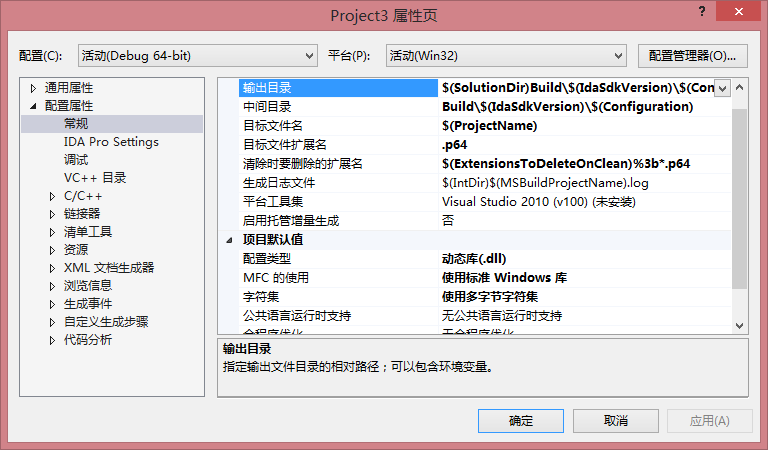 Project3 属性页
配置(C): 活动(Debug 64-bit) 平台(P): 活动(Win32) 配置管理器(O)...
通用属性
配置属性
常规
IDA Pro Settings
调试
VC++ 目录
C/C++
链接器
清单工具
资源
XML 文档生成器
浏览信息
生成事件
自定义生成步骤
代码分析
输出目录 $(SolutionDir)Build\$(IdaSdkVersion)\$(Con
中间目录 Build\$(IdaSdkVersion)\$(Configuration)
目标文件名 $(ProjectName)
目标文件扩展名 .p64
清除时要删除的扩展名 $(ExtensionsToDeleteOnClean)%3b*.p64
生成日志文件 $(IntDir)$(MSBuildProjectName).log
平台工具集 Visual Studio 2010 (v100) (未安装)
启用托管增量生成 否
项目默认值
配置类型 动态库(.dll)
MFC 的使用 使用标准 Windows 库
字符集 使用多字节字符集
公共语言运行时支持 无公共语言运行时支持
全程序优化 无全程序优化
输出目录
指定输出文件目录的相对路径；可以包含环境变量。
确定 取消 应用(A)